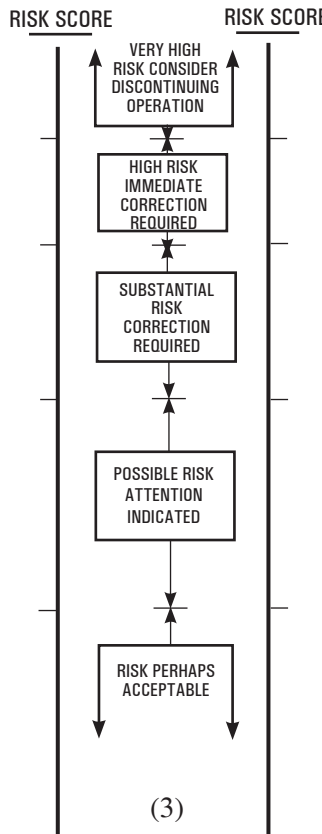 RISK SCORE
RISK SCORE
VERY HIGH
RISK CONSIDER
DISCONTINUING
OPERATION
HIGH RISK
IMMEDIATE
CORRECTION
REQUIRED
SUBSTANTIAL
RISK
CORRECTION
REQUIRED
POSSIBLE RISK
ATTENTION
INDICATED
RISK PERHAPS
ACCEPTABLE
(3)